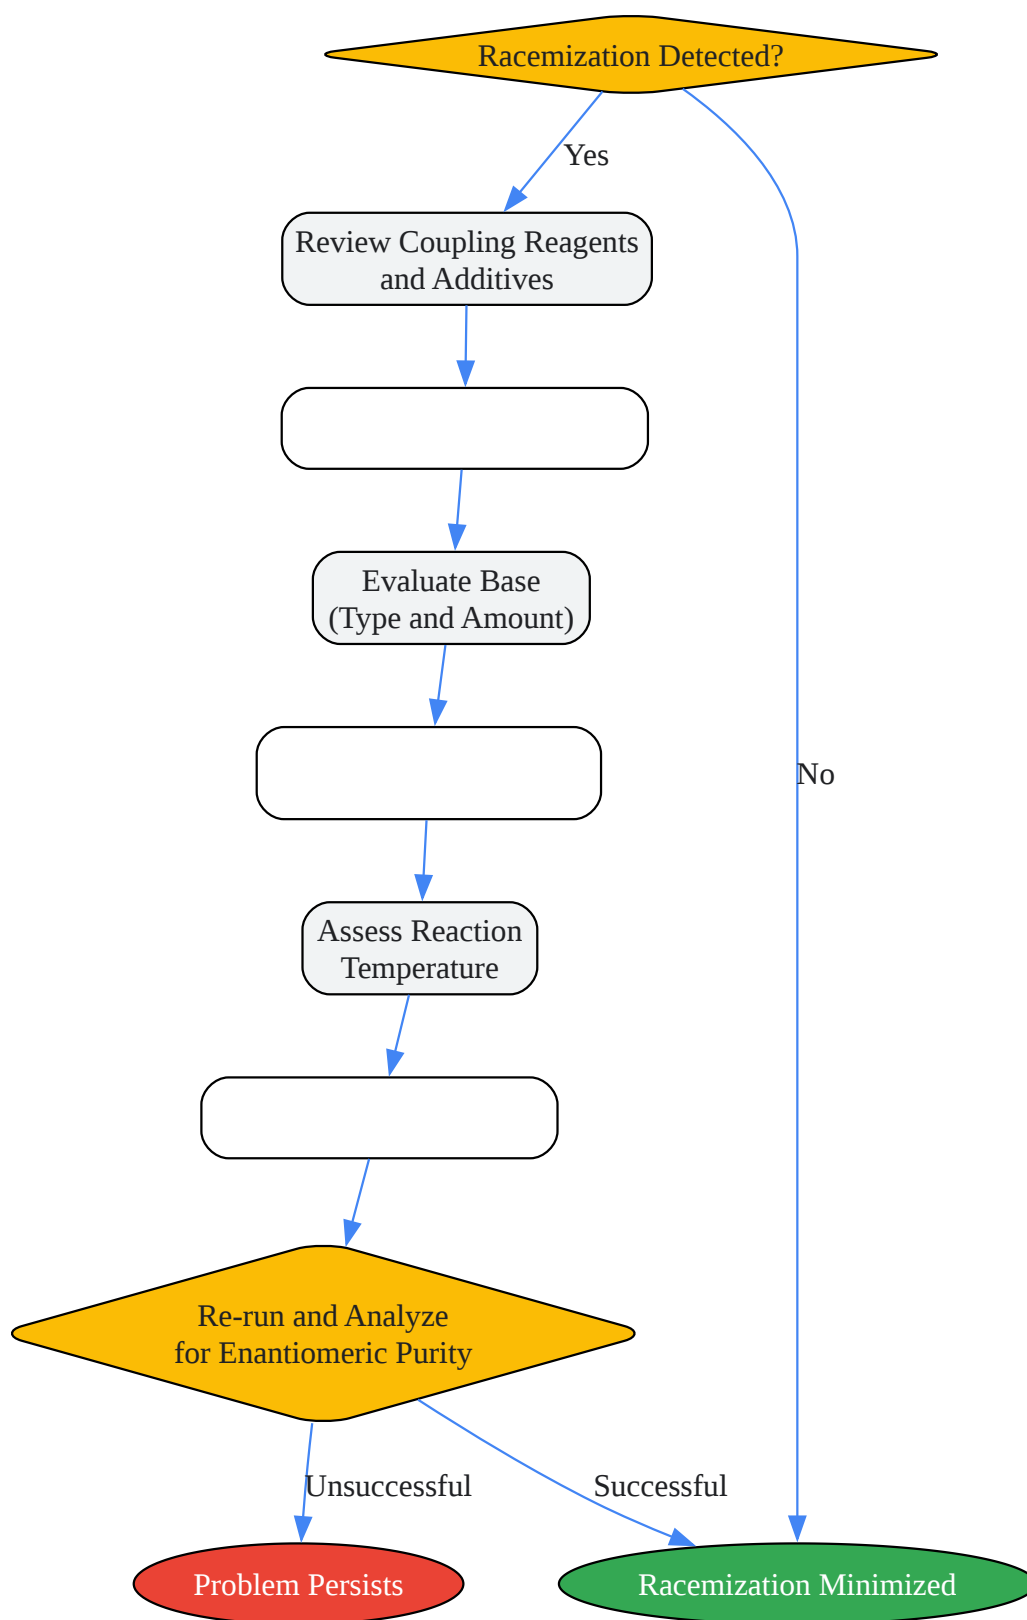 Racemization Detected?
Yes
Review Coupling Reagents
and Additives
Evaluate Base
(Type and Amount)
No
Assess Reaction
Temperature
Re-run and Analyze
for Enantiomeric Purity
Unsuccessful
Successful
Problem Persists
Racemization Minimized